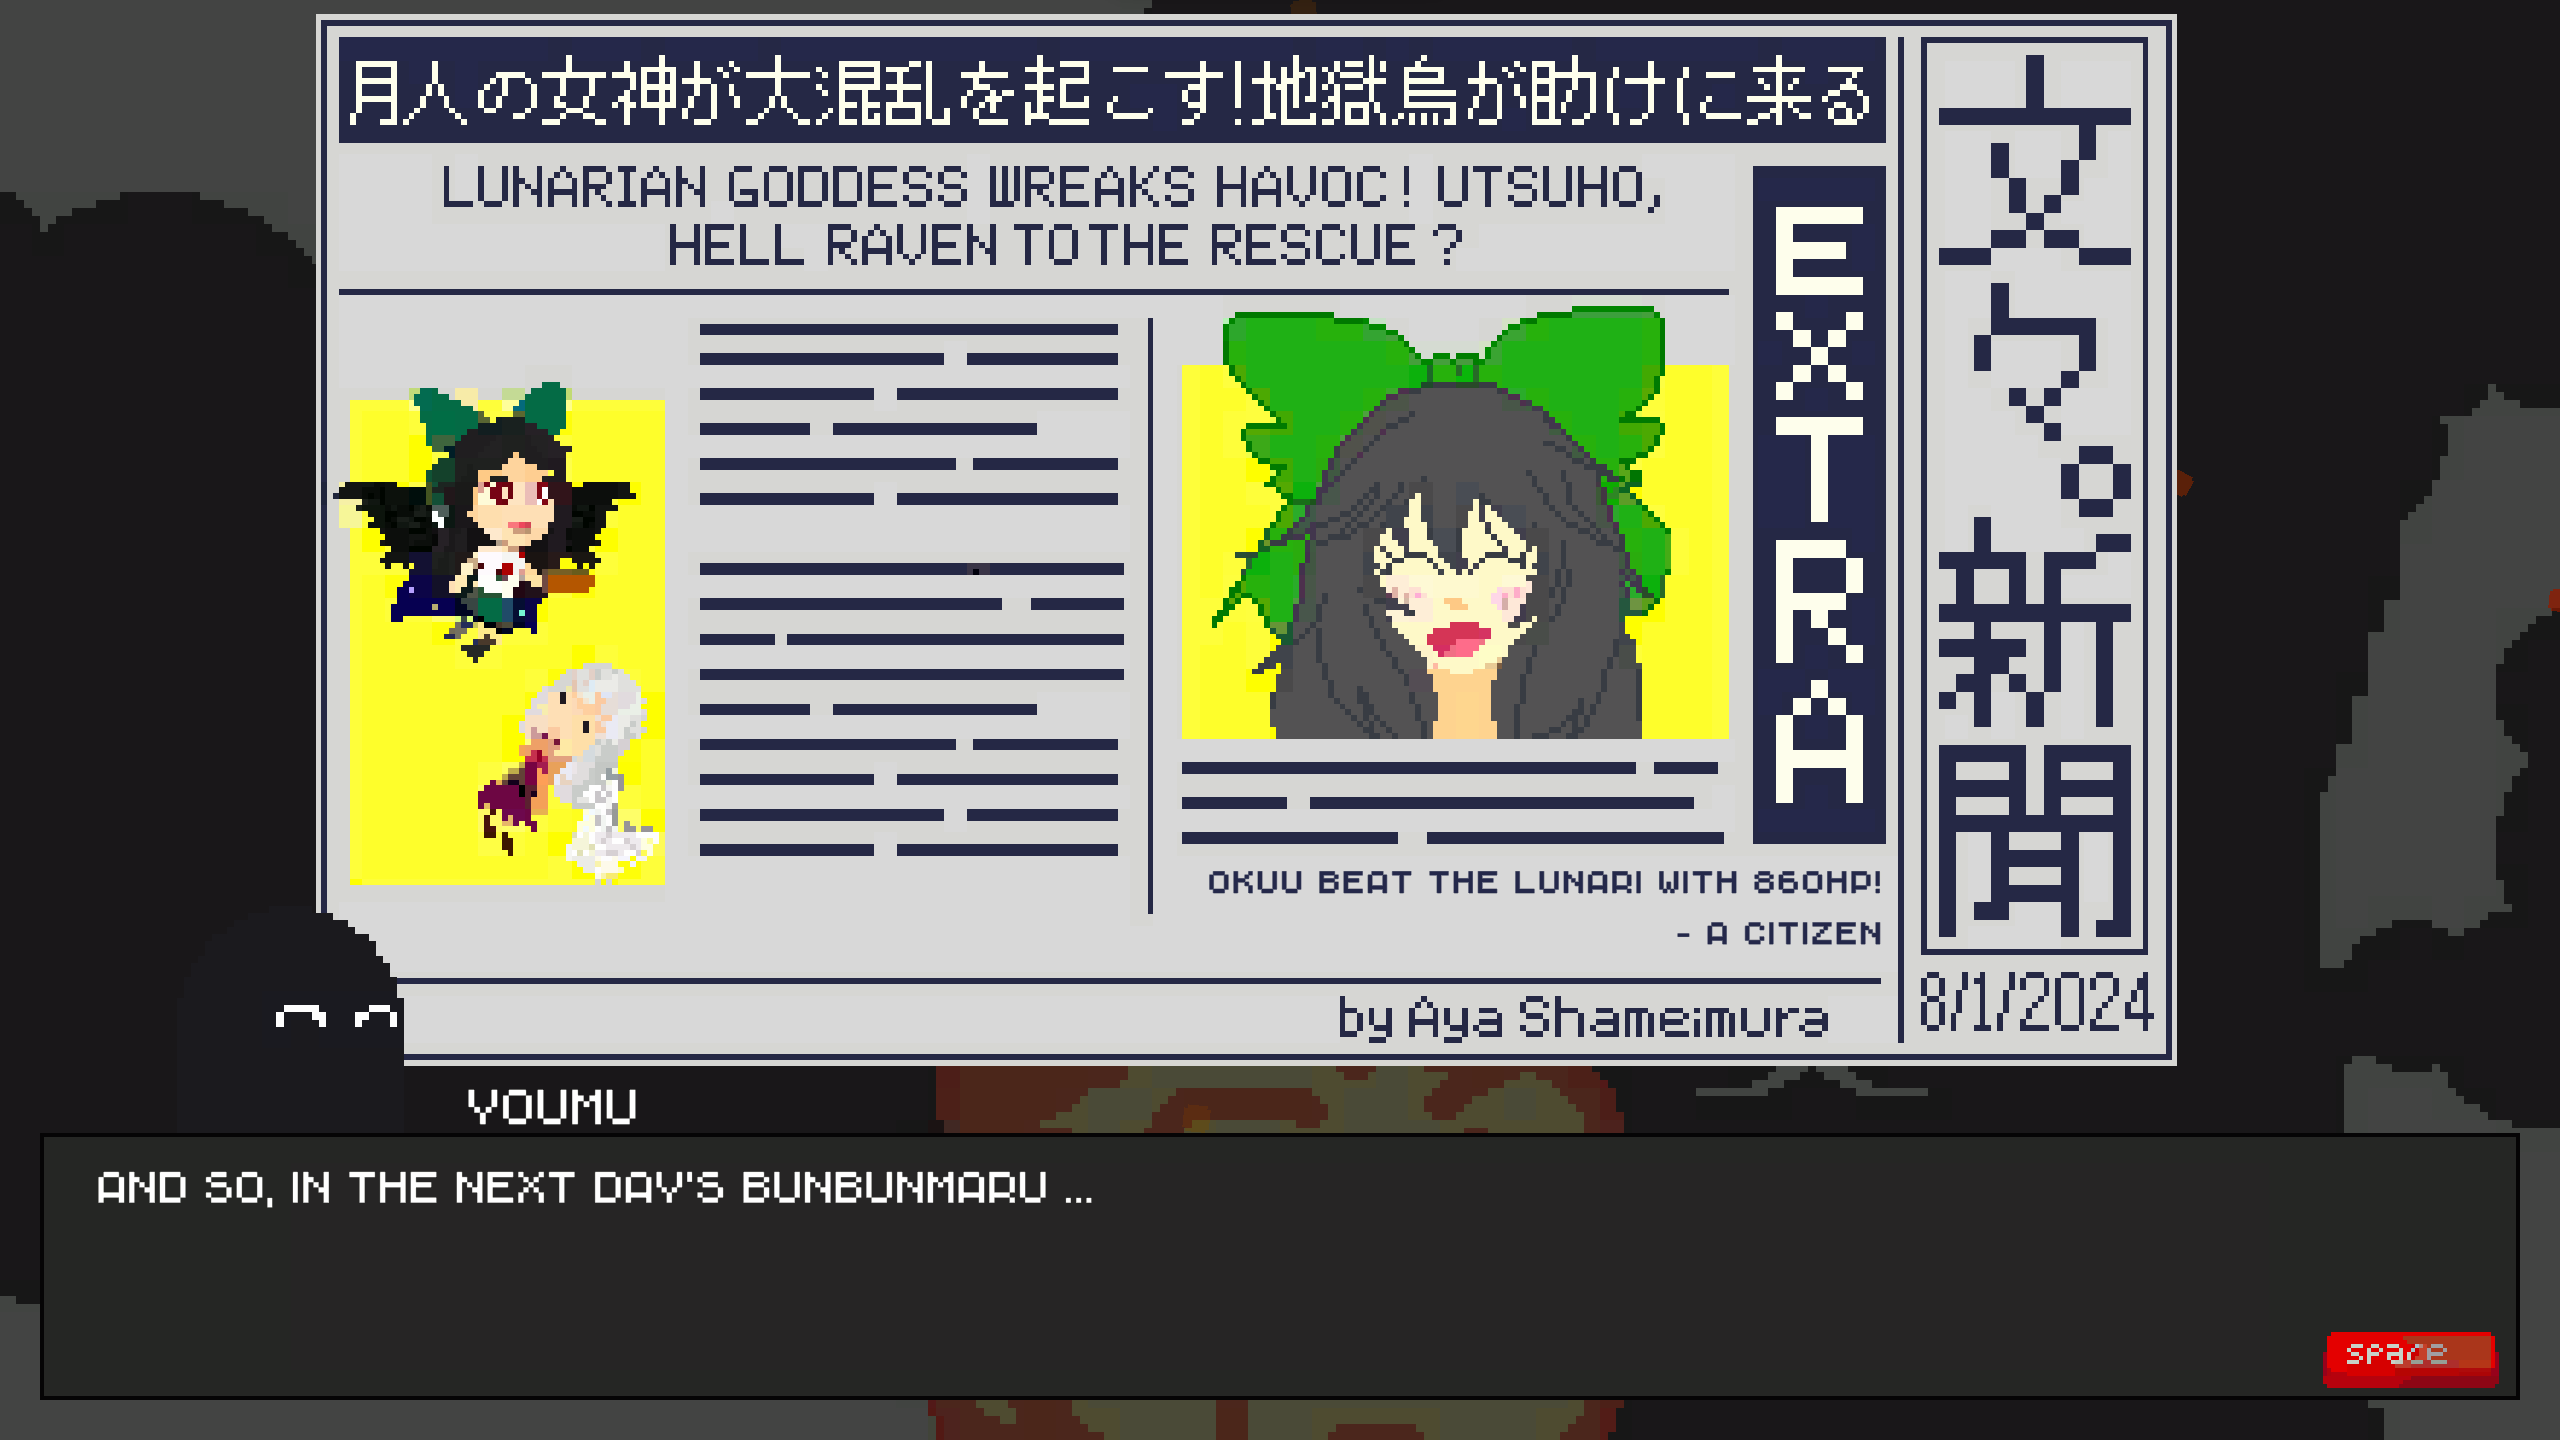 月人の女神が大混乱を起こす!地獄烏が助けに来る
LUNARIAN GODDESS WREAKS HAVOC! UTSUHO,
HELL RAVEN TO THE RESCUE?
EXTRA
文々。新聞
8/1/2024
OKUU BEAT THE LUNARI WITH 860HP!
- A CITIZEN
by Aya Shameimura
YOUMU
AND SO, IN THE NEXT DAY'S BUNBUNMARU ...
space